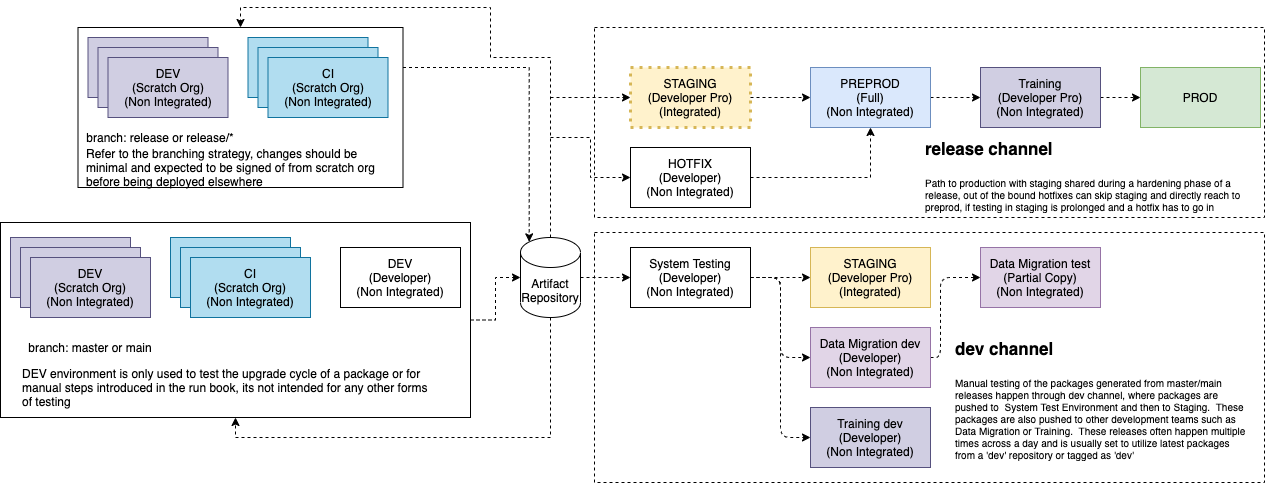 DEV
(Scratch Org)
(Non Integrated)
CI
(Scratch Org)
(Non Integrated)
branch: release or release/*
Refer to the branching strategy, changes should be
minimal and expected to be signed of from scratch org
before being deployed elsewhere
STAGING
(Developer Pro)
(Integrated)
PREPROD
(Full)
(Non Integrated)
Training
(Developer Pro)
(Non Integrated)
PROD
HOTFIX
(Developer)
(Non Integrated)
release channel
Path to production with staging shared during a hardening phase of a
release, out of the bound hotfixes can skip staging and directly reach to
preprod, if testing in staging is prolonged and a hotfix has to go in
DEV
(Scratch Org)
(Non Integrated)
CI
(Scratch Org)
(Non Integrated)
DEV
(Developer)
(Non Integrated)
branch: master or main
DEV environment is only used to test the upgrade cycle of a package or for
manual steps introduced in the run book, its not intended for any other forms
of testing
Artifact
Repository
System Testing
(Developer)
(Non Integrated)
STAGING
(Developer Pro)
(Integrated)
Data Migration test
(Partial Copy)
(Non Integrated)
Data Migration dev
(Developer)
(Non Integrated)
Training dev
(Developer)
(Non Integrated)
dev channel
Manual testing of the packages generated from master/main
releases happen through dev channel, where packages are
pushed to System Test Environment and then to Staging. These
packages are also pushed to other development teams such as
Data Migration or Training. These releases often happen multiple
times across a day and is usually set to utilize latest packages
from a 'dev' repository or tagged as 'dev'